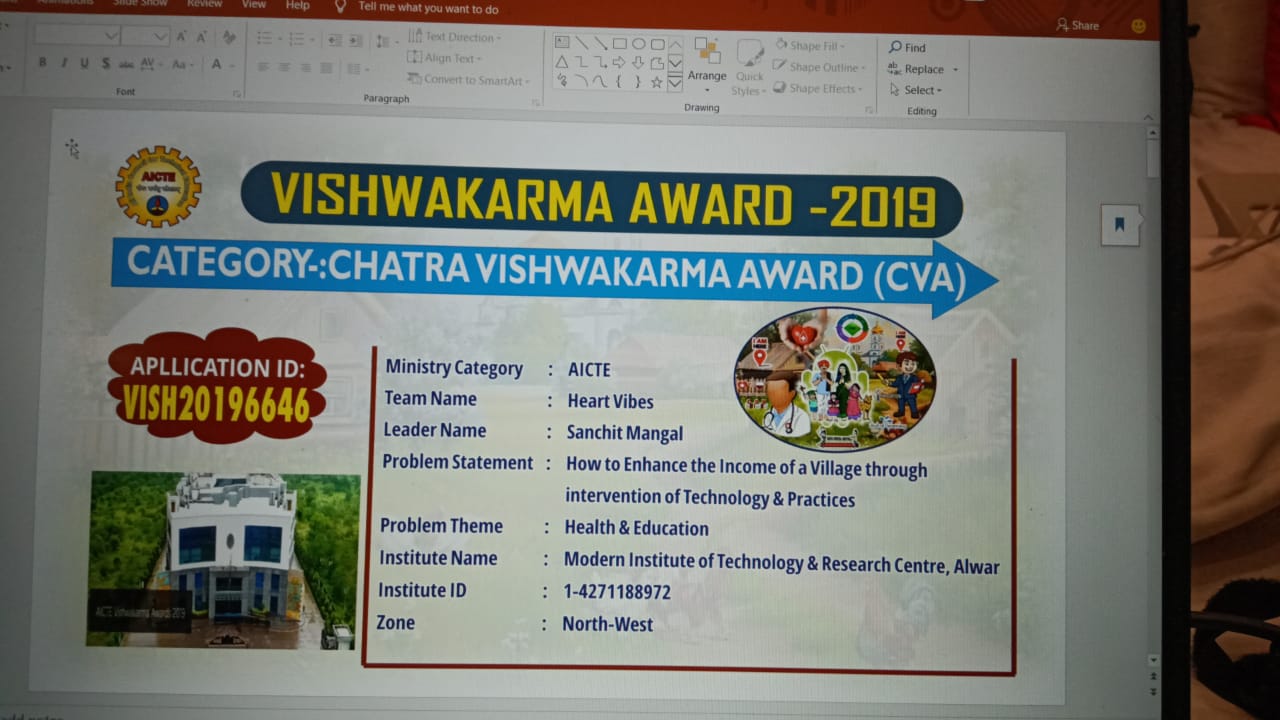 Animations Slide Show Review View Help Tell me what you want to do
Share
Text Direction
Align Text
Convert to SmartArt
Font
Paragraph
Arrange
Quick
Styles
Shape Fill
Shape Outline
Shape Effects
Drawing
Find
Replace
Select
Editing
AICTE
VISHWAKARMA AWARD -2019
CATEGORY-:CHATRA VISHWAKARMA AWARD (CVA)
APLLICATION ID:
VISH20196646
I AM
HERE
Ministry Category : AICTE
Team Name : Heart Vibes
Leader Name : Sanchit Mangal
Problem Statement : How to Enhance the Income of a Village through
intervention of Technology & Practices
Problem Theme : Health & Education
Institute Name : Modern Institute of Technology & Research Centre, Alwar
Institute ID : 1-4271188972
Zone : North-West
AICTE Vishwakarma Awards 2019